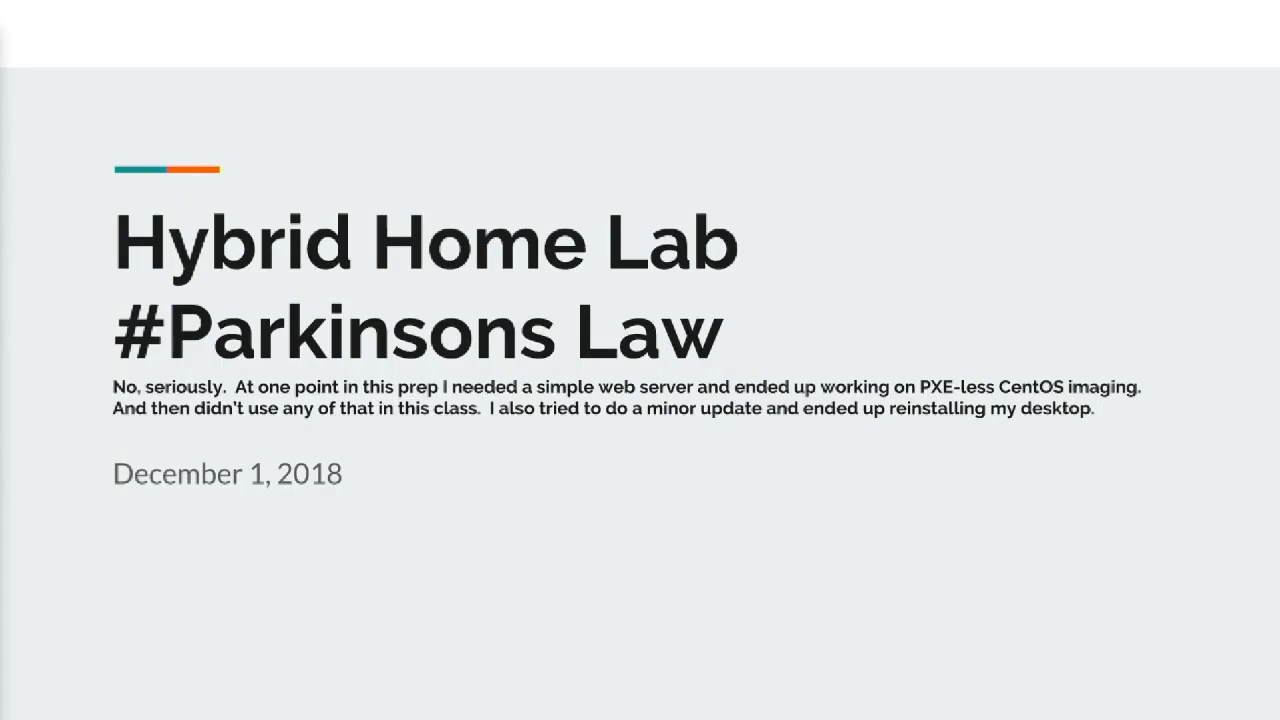 Hybrid Home Lab
#Parkinsons Law
No, seriously.  At one point in this prep I needed a simple web server and ended up working on PXE-less CentOS imaging.
And then didn't use any of that in this class.  I also tried to do a minor update and ended up reinstalling my desktop.
December 1, 2018